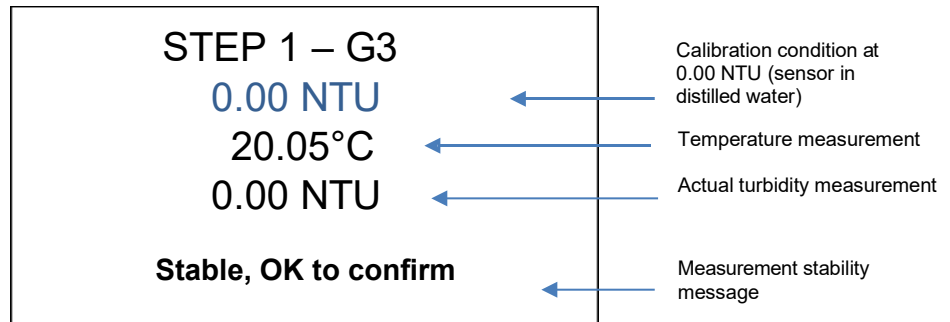 STEP 1 – G3
0.00 NTU
20.05°C
0.00 NTU
Stable, OK to confirm
Calibration condition at
0.00 NTU (sensor in
distilled water)
Temperature measurement
Actual turbidity measurement
Measurement stability
message